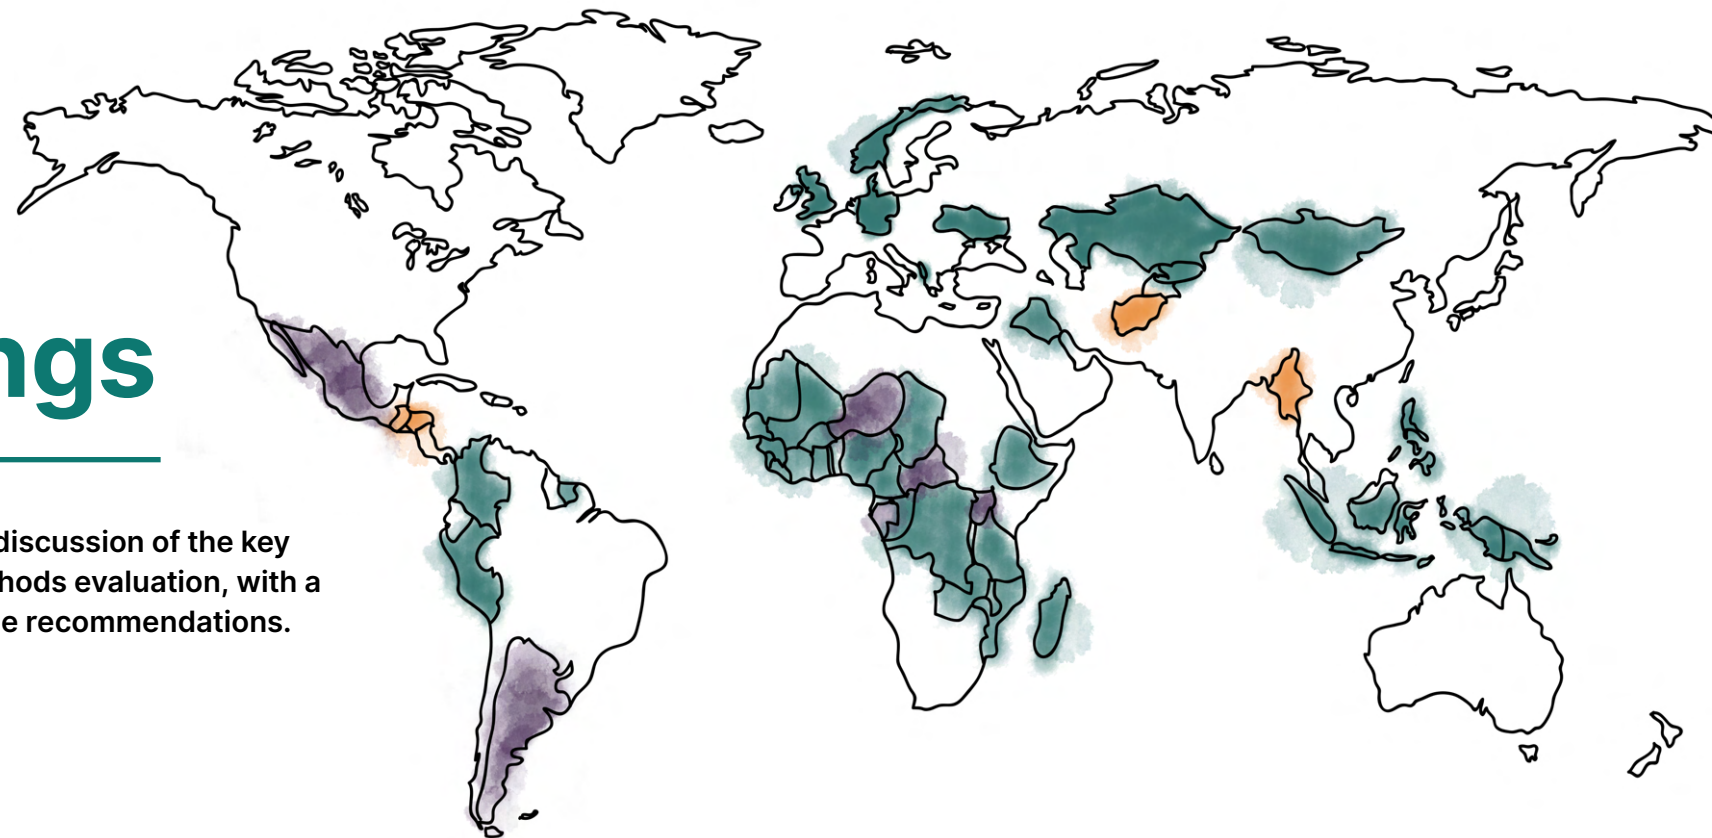 ngs
discussion of the key
hods evaluation, with a
e recommendations.